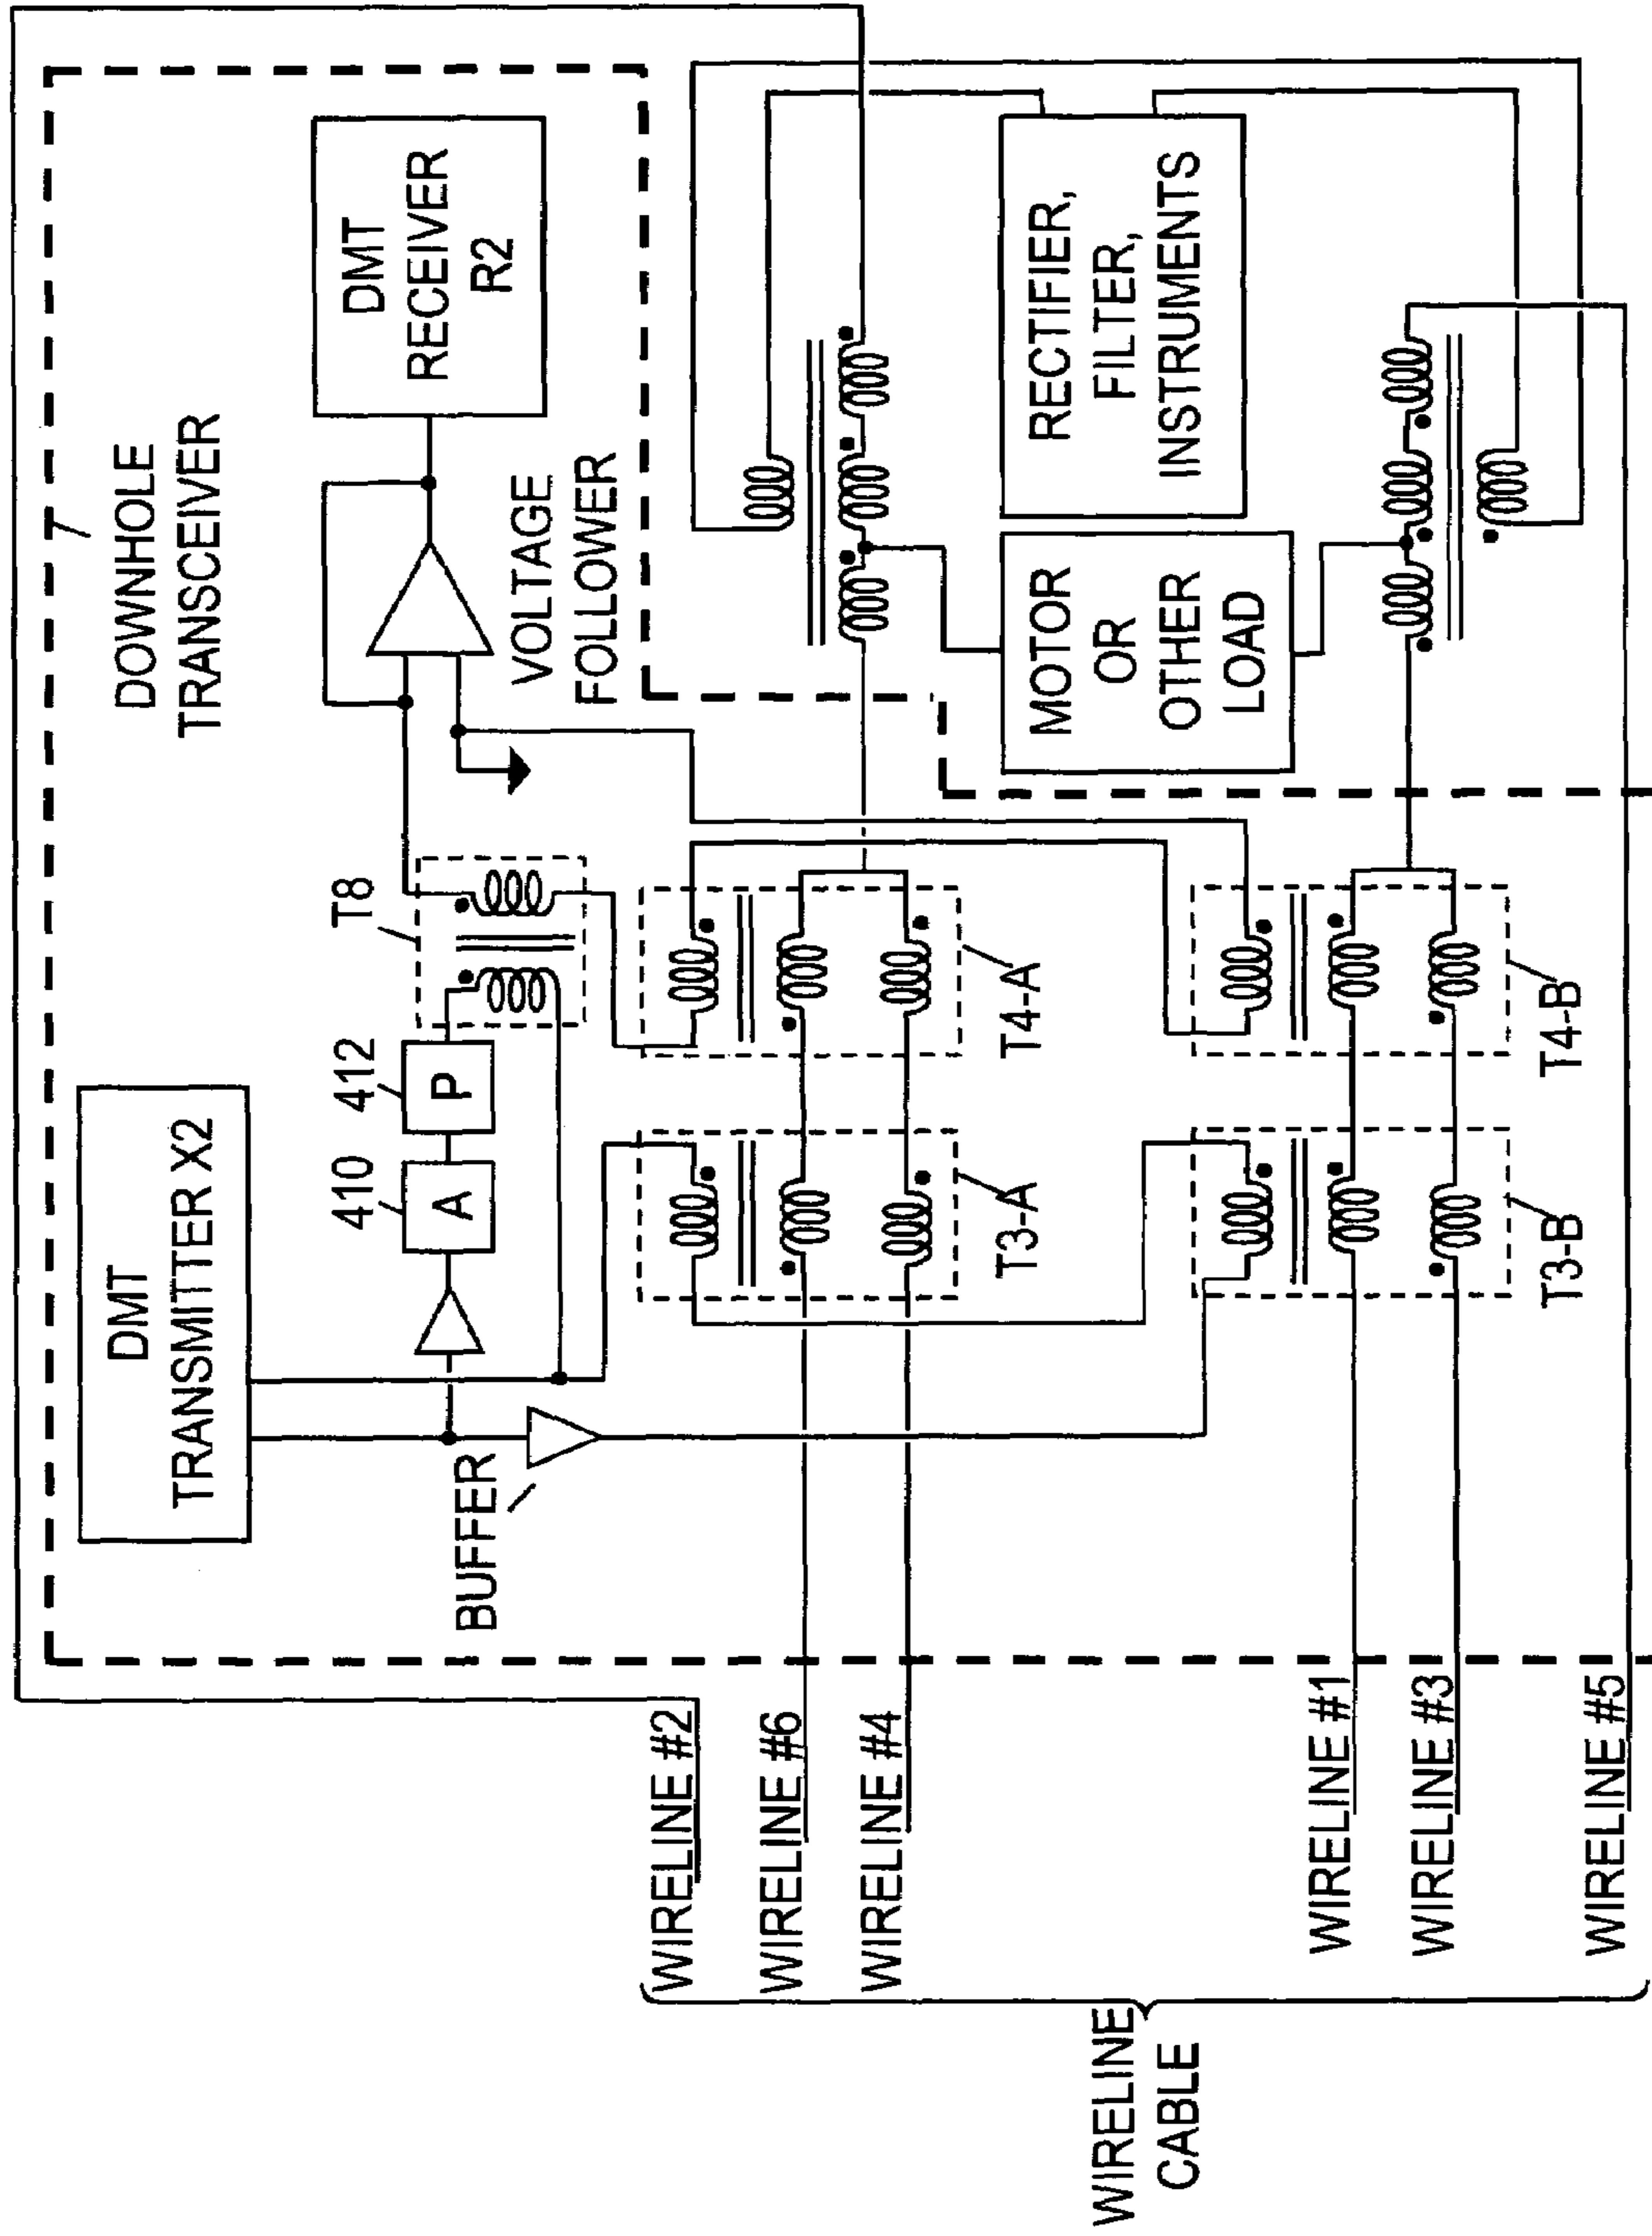 DOWNHOLE
TRANSCEIVER
DMT
TRANSMITTER X2
DMT
RECEIVER
R2
410
412
T8
A
P
BUFFER
VOLTAGE
FOLLOWER
WIRELINE #2
WIRELINE #6
WIRELINE #4
T3-A
T4-A
MOTOR
OR
OTHER
LOAD
RECTIFIER,
FILTER,
INSTRUMENTS
WIRELINE
CABLE
WIRELINE #1
WIRELINE #3
WIRELINE #5
T3-B
T4-B